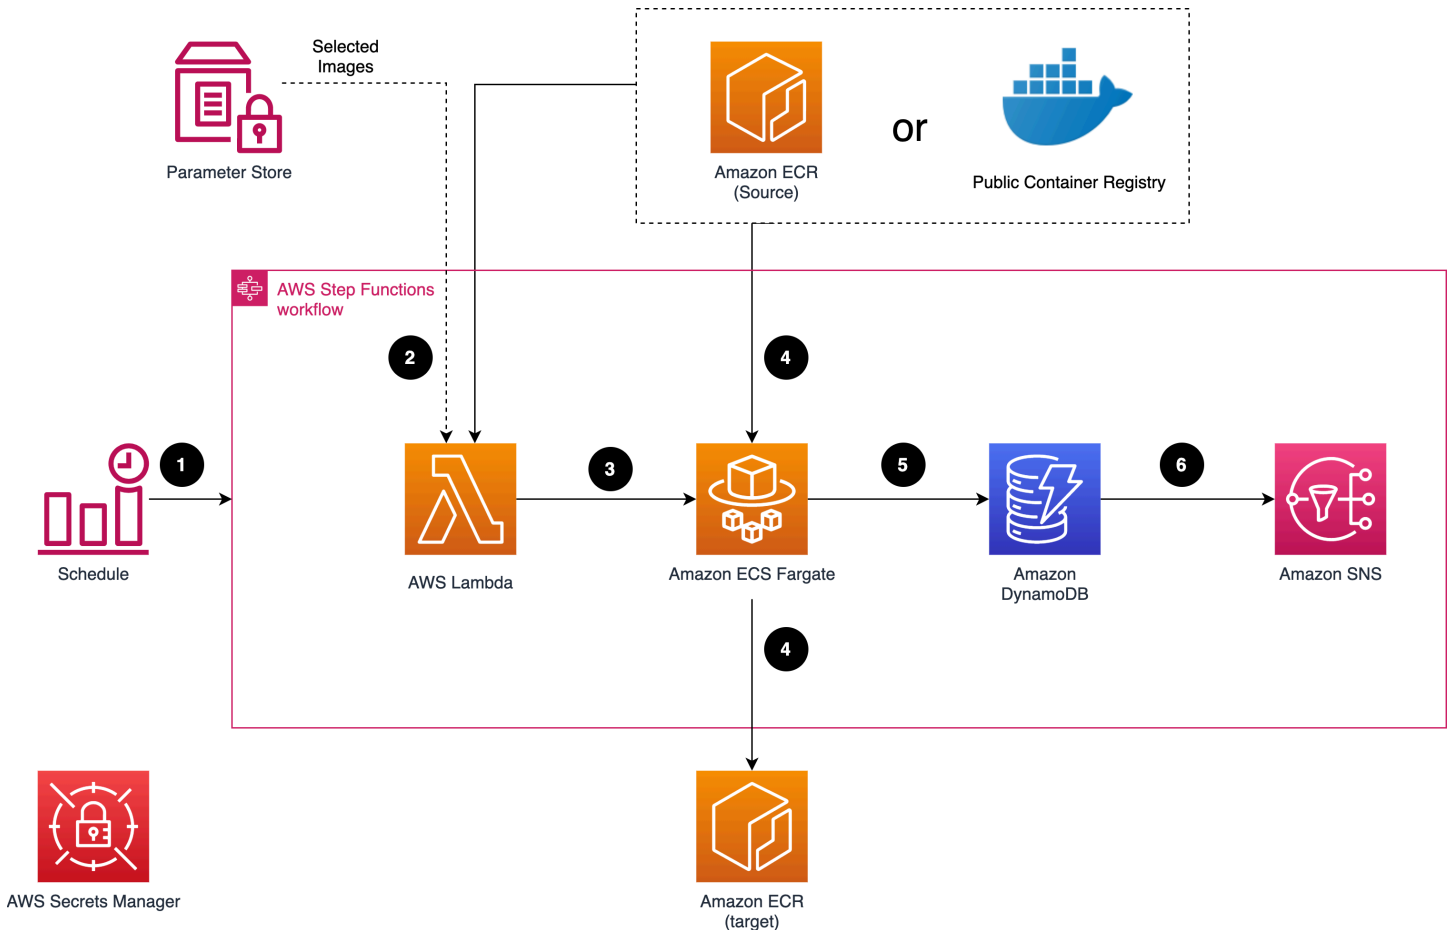 Selected
Images
Parameter Store
Amazon ECR
(Source)
or
Public Container Registry
AWS Step Functions
workflow
2
4
1
3
5
6
Schedule
AWS Lambda
Amazon ECS Fargate
Amazon
DynamoDB
Amazon SNS
4
AWS Secrets Manager
Amazon ECR
(target)